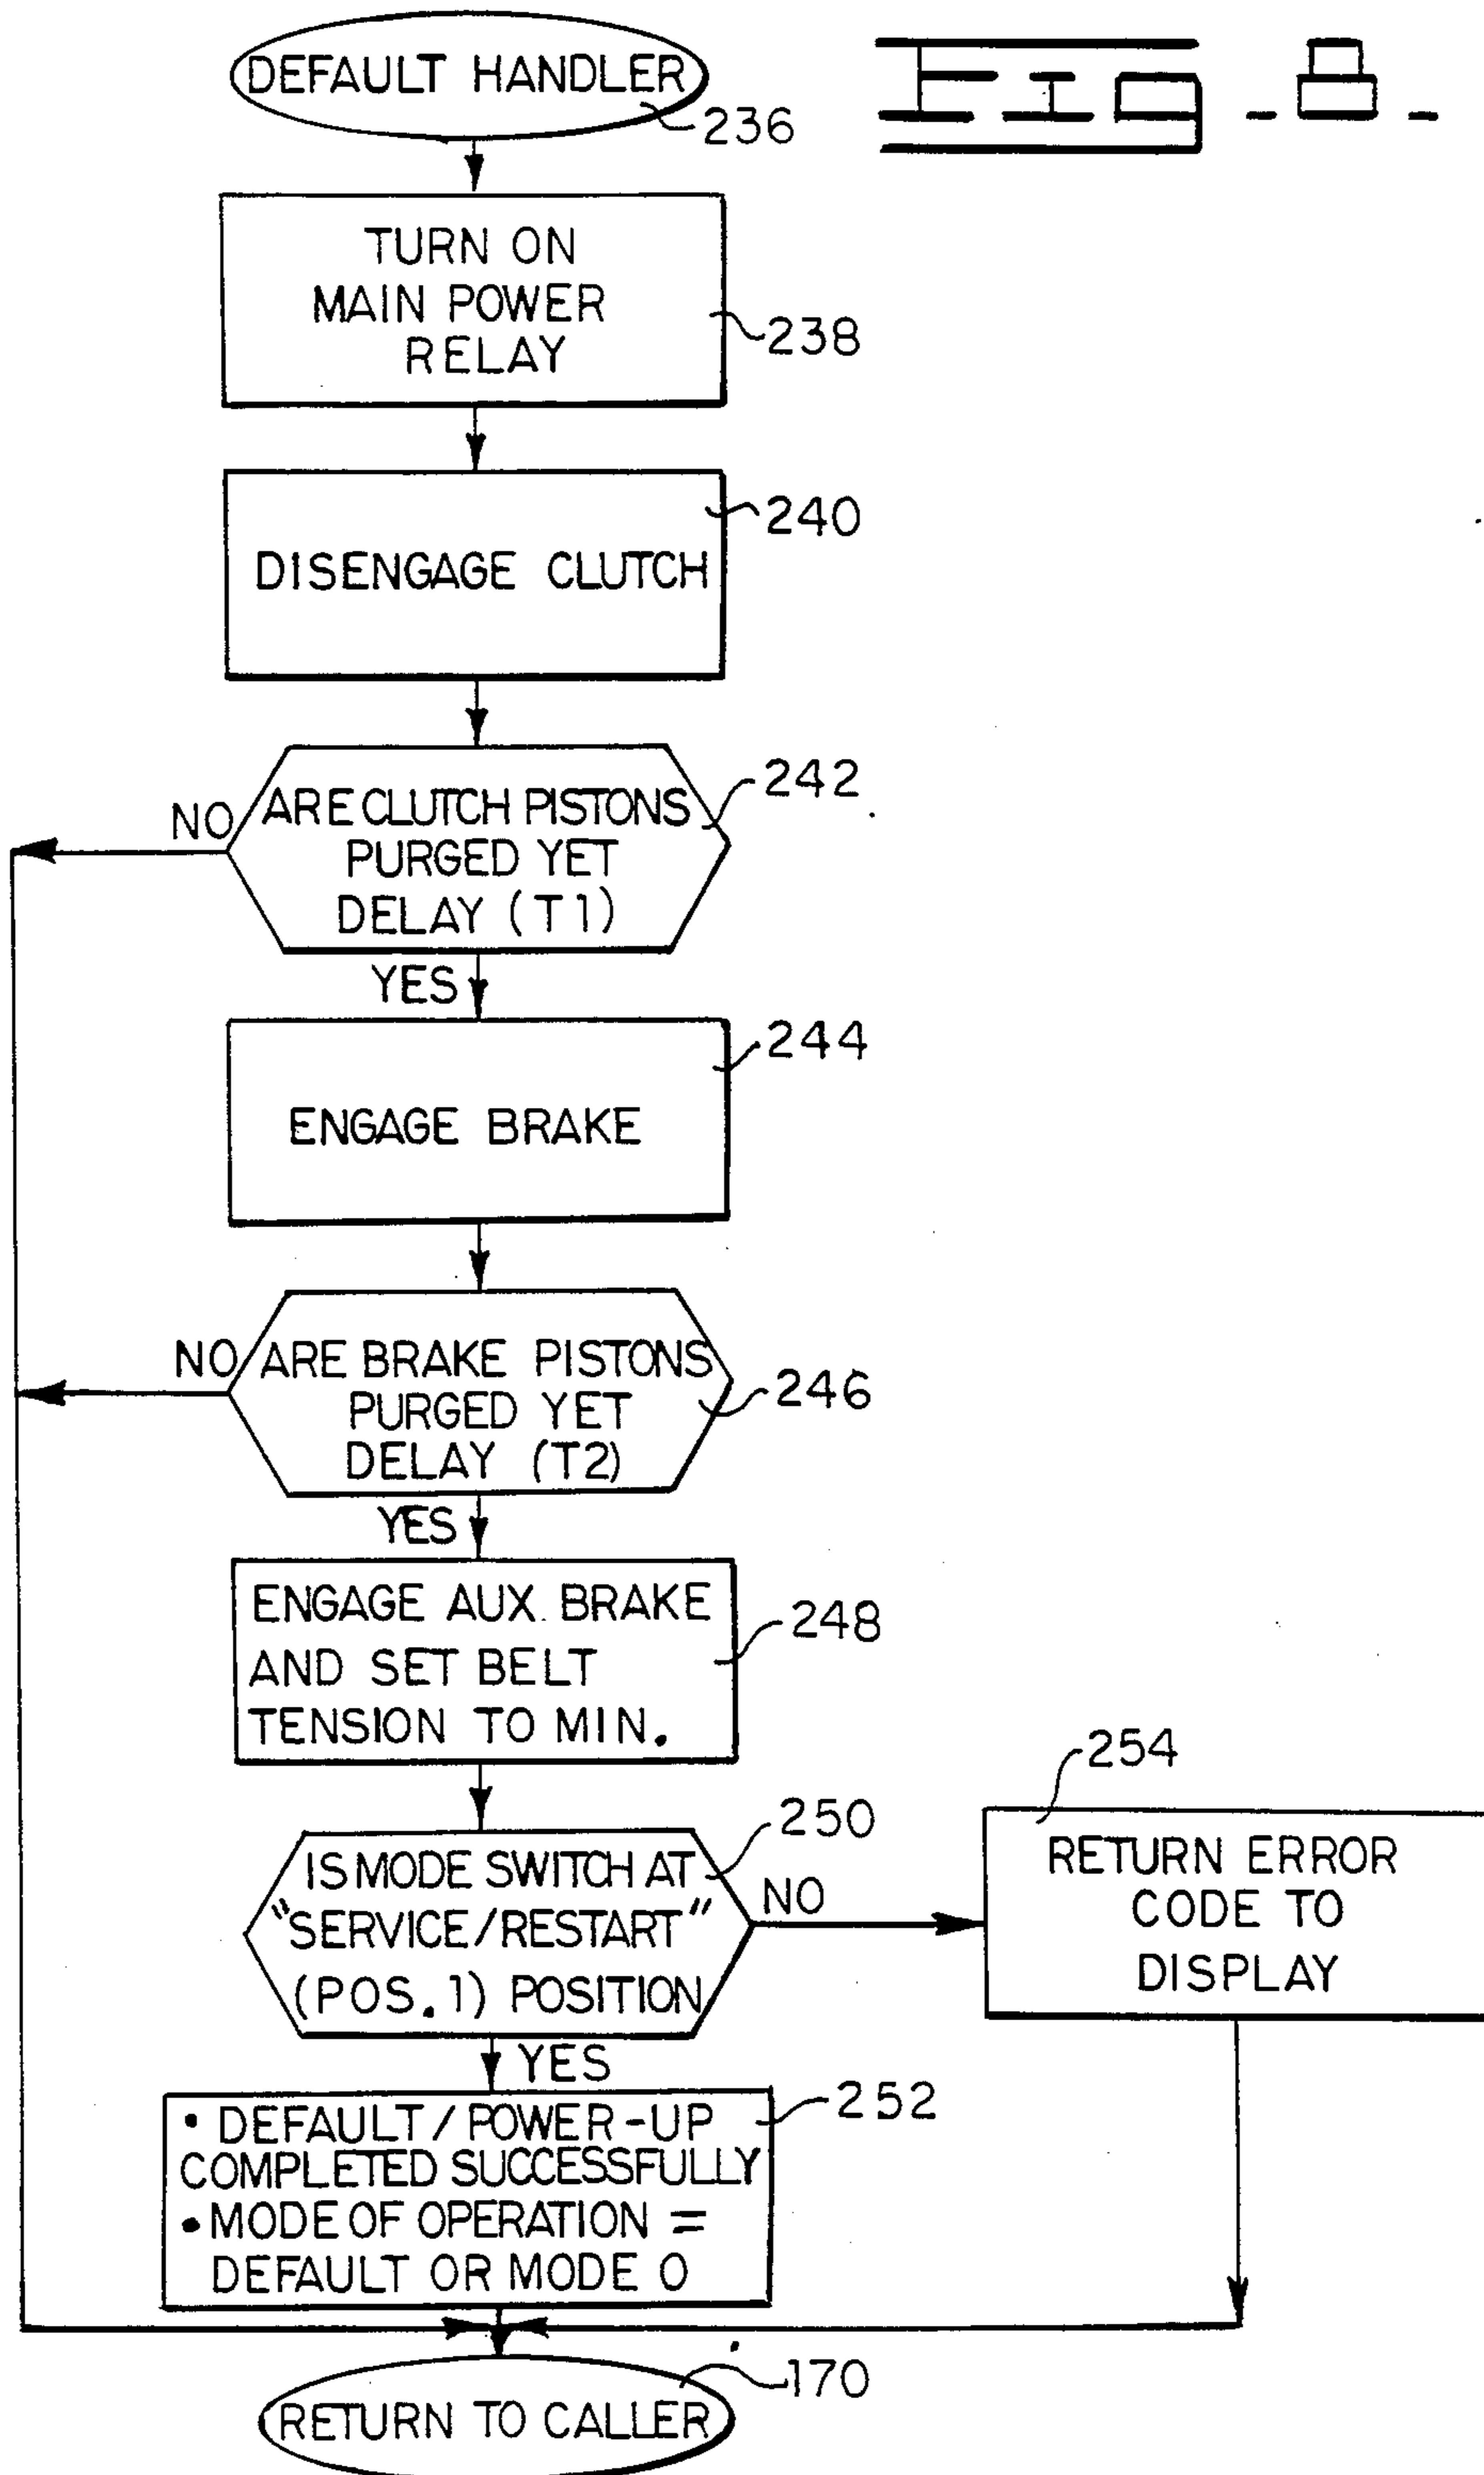 DEFAULT HANDLER
236
FIG_8_
TURN ON
MAIN POWER
RELAY
238
240
DISENGAGE CLUTCH
242
NO
ARE CLUTCH PISTONS
PURGED YET
DELAY (T1)
YES
244
ENGAGE BRAKE
NO
ARE BRAKE PISTONS
PURGED YET
DELAY (T2)
246
YES
ENGAGE AUX. BRAKE
AND SET BELT
TENSION TO MIN.
248
250
IS MODE SWITCH AT
"SERVICE/RESTART"
(POS. 1) POSITION
NO
254
RETURN ERROR
CODE TO
DISPLAY
YES
252
• DEFAULT/POWER-UP
COMPLETED SUCCESSFULLY
• MODE OF OPERATION =
DEFAULT OR MODE 0
170
RETURN TO CALLER